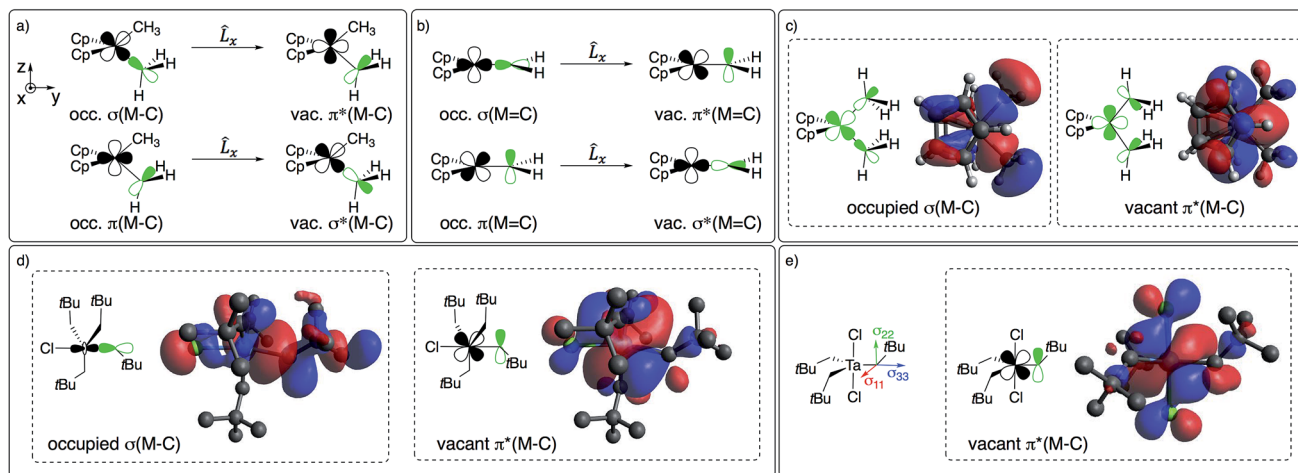 a)
CH3
CH3
Cp
Cp
L̂x
Cp
Cp
H
H
H
H
H
H
z
x
y
occ. σ(M-C)
vac. π*(M-C)
CH3
CH3
Cp
Cp
L̂x
Cp
Cp
H
H
H
H
H
H
occ. π(M-C)
vac. σ*(M-C)
b)
Cp
Cp
H
H
L̂x
Cp
Cp
H
H
occ. σ(M=C)
vac. π*(M=C)
Cp
Cp
H
H
L̂x
Cp
Cp
H
H
occ. π(M=C)
vac. σ*(M=C)
c)
H
H
H
Cp
Cp
H
H
H
occupied σ(M-C)
H
H
H
Cp
Cp
H
H
H
vacant π*(M-C)
d)
tBu
tBu
Cl
tBu
tBu
occupied σ(M-C)
tBu
tBu
Cl
tBu
tBu
vacant π*(M-C)
e)
Cl
σ22
tBu
Ta
σ33
σ11
tBu
tBu
Cl
Cl
tBu
tBu
tBu
Cl
vacant π*(M-C)